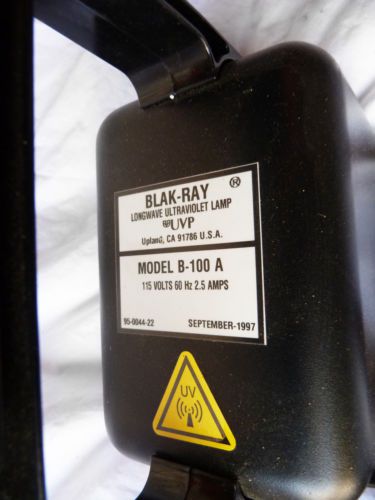 BLAK-RAY ®
LONGWAVE ULTRAVIOLET LAMP
UVP
Upland, CA 91786 U.S.A.
MODEL B-100 A
115 VOLTS 60 Hz 2.5 AMPS
95-0044-22 SEPTEMBER-1997
UV